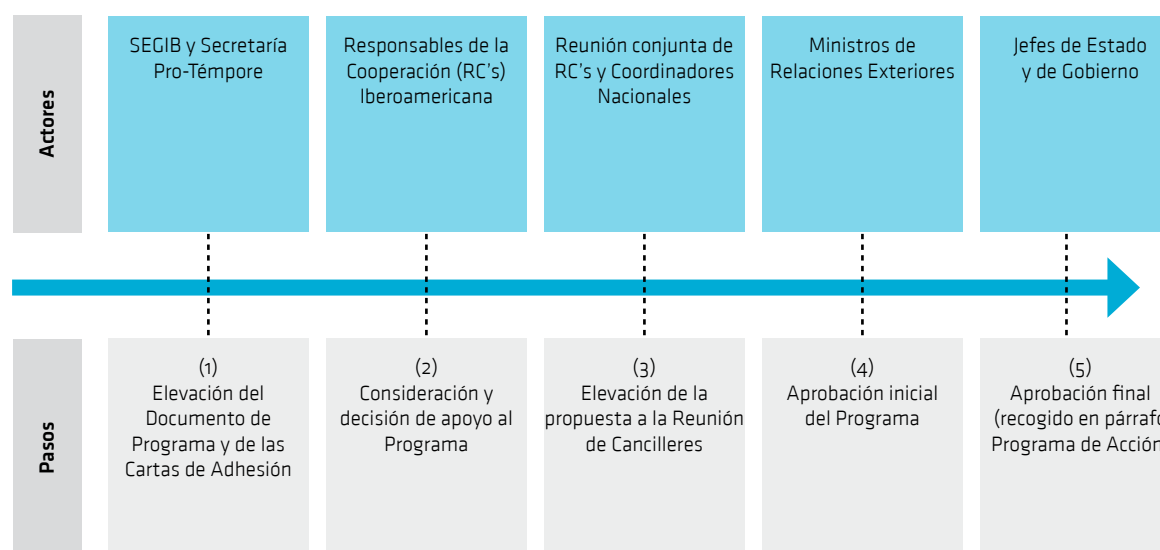 Actores
SEGIB y Secretaría
Pro-Témpore
Responsables de la
Cooperación (RC's)
Iberoamericana
Reunión conjunta de
RC's y Coordinadores
Nacionales
Ministros de
Relaciones Exteriores
Jefes de Estado
y de Gobierno
Pasos
(1)
Elevación del
Documento de
Programa y de las
Cartas de Adhesión
(2)
Consideración y
decisión de apoyo al
Programa
(3)
Elevación de la
propuesta a la Reunión
de Cancilleres
(4)
Aprobación inicial
del Programa
(5)
Aprobación final
(recogido en párrafo
Programa de Acción